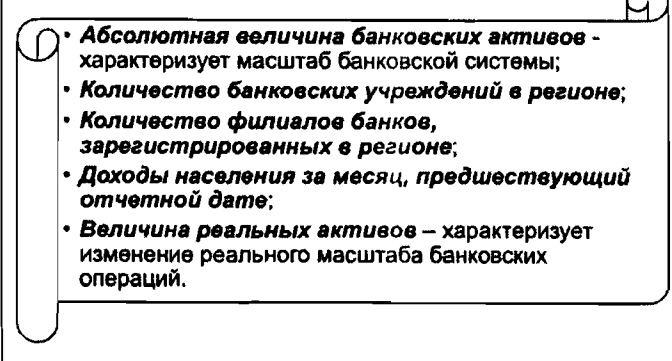 • Абсолютная величина банковских активов -
характеризует масштаб банковской системы;
• Количество банковских учреждений в регионе;
• Количество филиалов банков,
зарегистрированных в регионе;
• Доходы населения за месяц, предшествующий
отчетной дате;
• Величина реальных активов – характеризует
изменение реального масштаба банковских
операций.